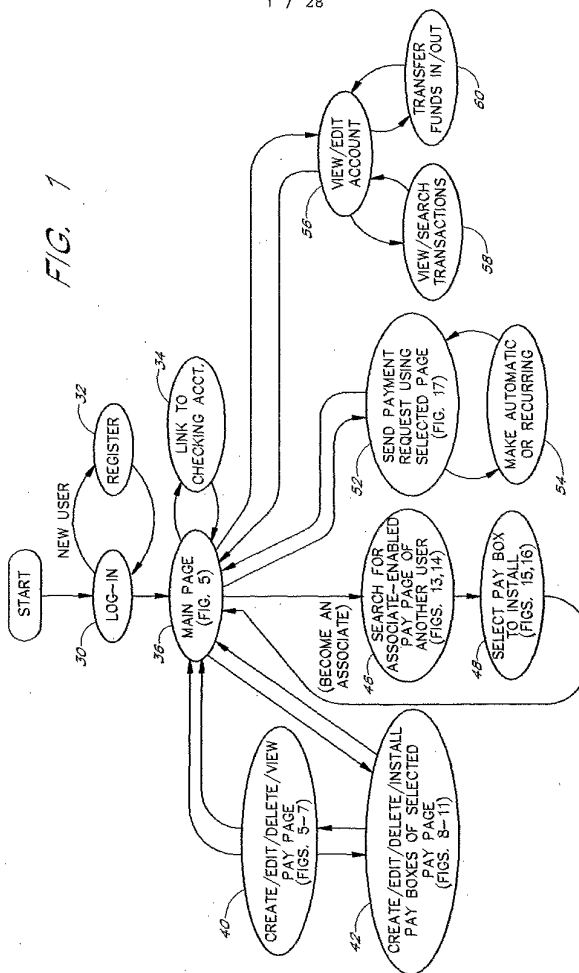 1 / 28
FIG. 1
START
NEW USER
32
REGISTER
30
LOG-IN
34
LINK TO
CHECKING ACCT.
36
MAIN PAGE
(FIG. 5)
40
CREATE/EDIT/DELETE/VIEW
PAY PAGE
(FIGS. 5-7)
42
CREATE/EDIT/DELETE/INSTALL
PAY BOXES OF SELECTED
PAY PAGE
(FIGS. 8-11)
(BECOME AN
ASSOCIATE)
46
SEARCH FOR
ASSOCIATE-ENABLED
PAY PAGE OF
ANOTHER USER
(FIGS. 13,14)
48
SELECT PAY BOX
TO INSTALL
(FIGS. 15,16)
52
SEND PAYMENT
REQUEST USING
SELECTED PAGE
(FIG. 17)
54
MAKE AUTOMATIC
OR RECURRING
56
VIEW/EDIT
ACCOUNT
58
VIEW/SEARCH
TRANSACTIONS
60
TRANSFER
FUNDS IN/OUT